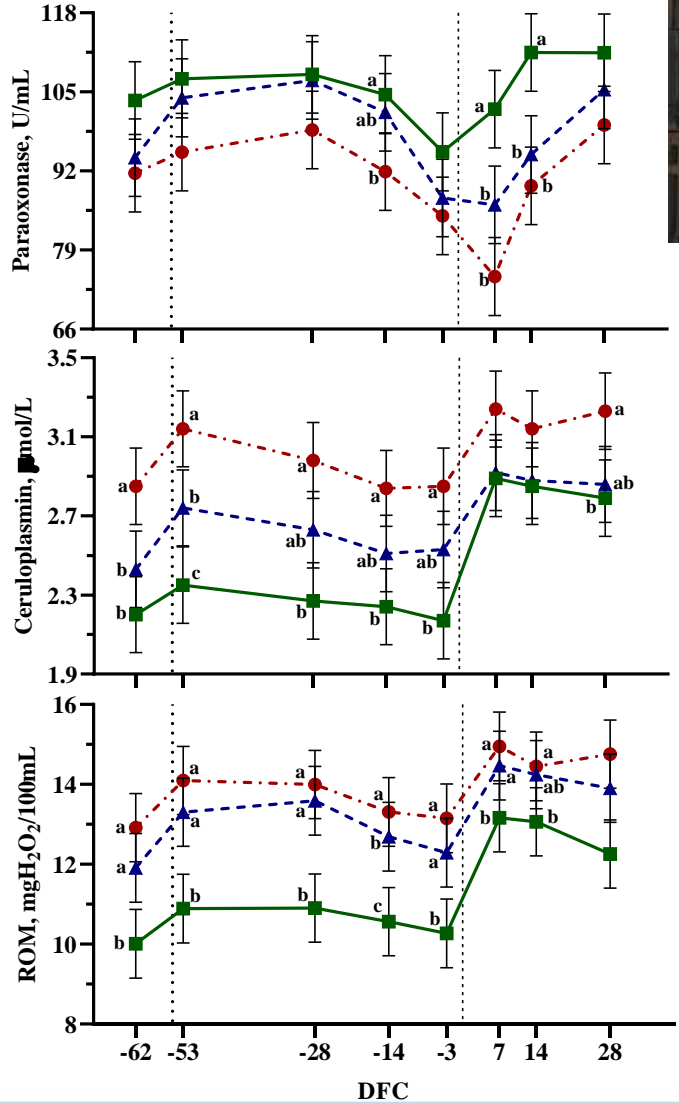 118
a
105
a
a
ab
92
b
b
b
79
b
66
Paraoxonase, U/mL
3.5
a
a
3.1
a
a
a
a
b
ab
2.7
ab
ab
ab
b
b
c
2.3
b
b
b
b
1.9
Ceruloplasmin, mol/L
16
a
a
a
a
a
14
a
a
ab
a
a
a
b
b
b
12
a
a
b
b
c
b
10
b
8
ROM, mgH₂O₂/100mL
-62 -53 -28 -14 -3 7 14 28
DFC